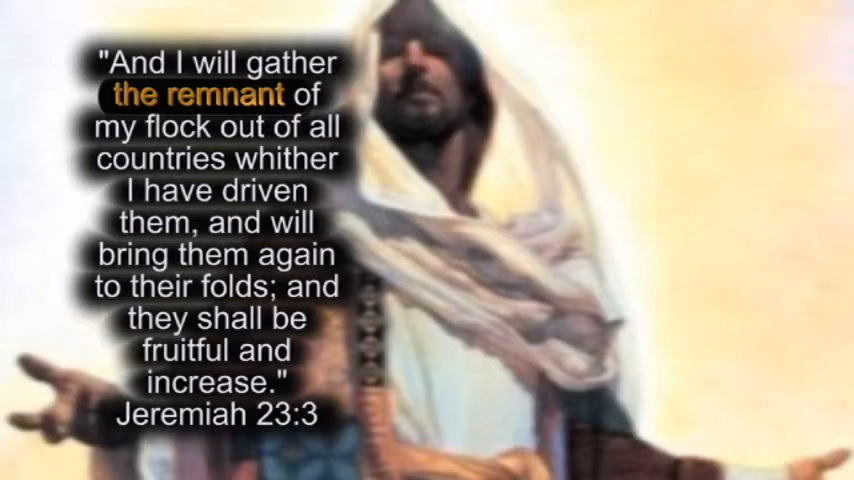 "And I will gather
the remnant of
my flock out of all
countries whither
I have driven
them, and will
bring them again
to their folds; and
they shall be
fruitful and
increase."
Jeremiah 23:3